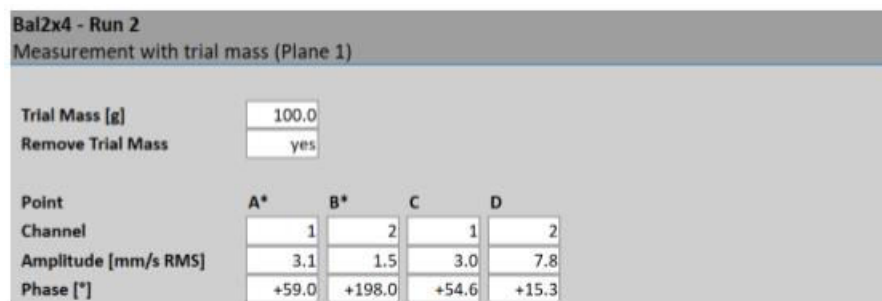 Bal2x4 - Run 2
Measurement with trial mass (Plane 1)
Trial Mass [g] 100.0
Remove Trial Mass yes
Point A* B* C D
Channel 1 2 1 2
Amplitude [mm/s RMS] 3.1 1.5 3.0 7.8
Phase [°] +59.0 +198.0 +54.6 +15.3